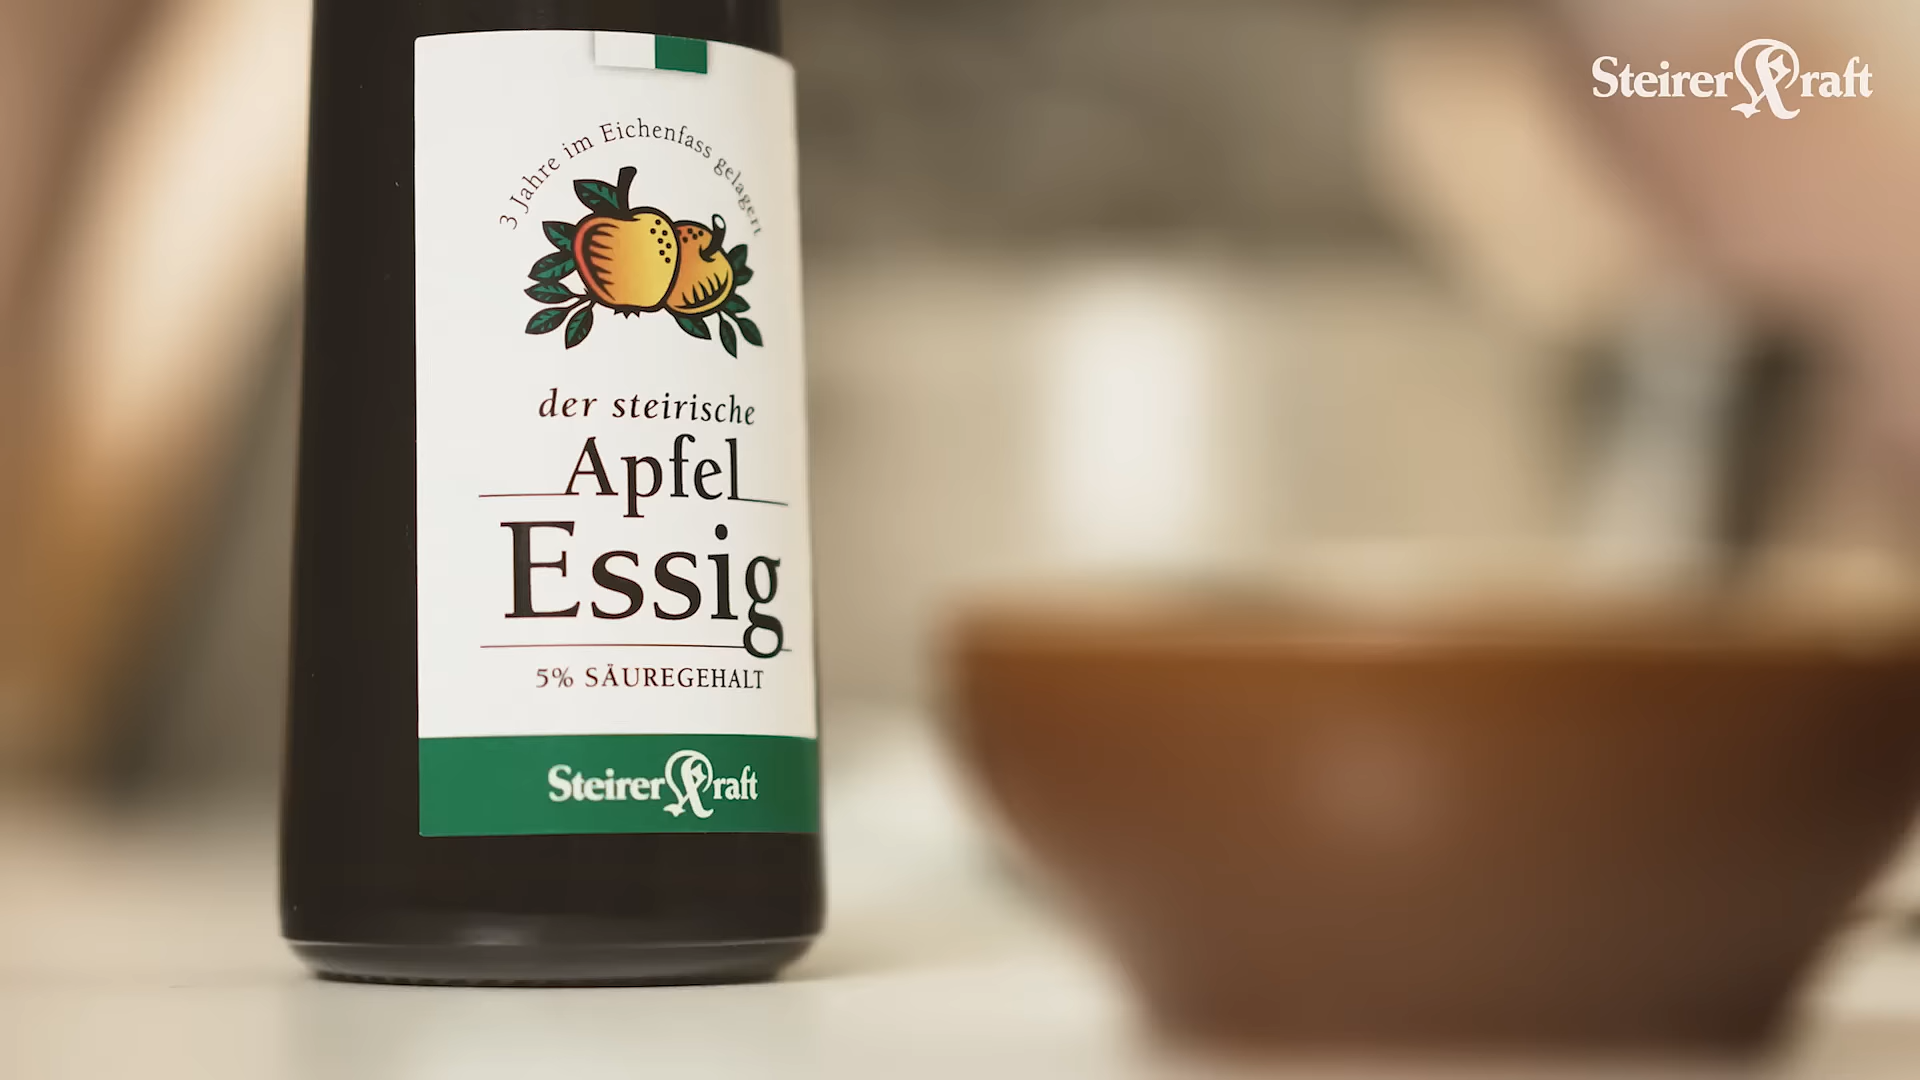 SteirerKraft
3 Jahre im Eichenfass gelagert
der steirische
Apfel
Essig
5% SÄUREGEHALT
SteirerKraft